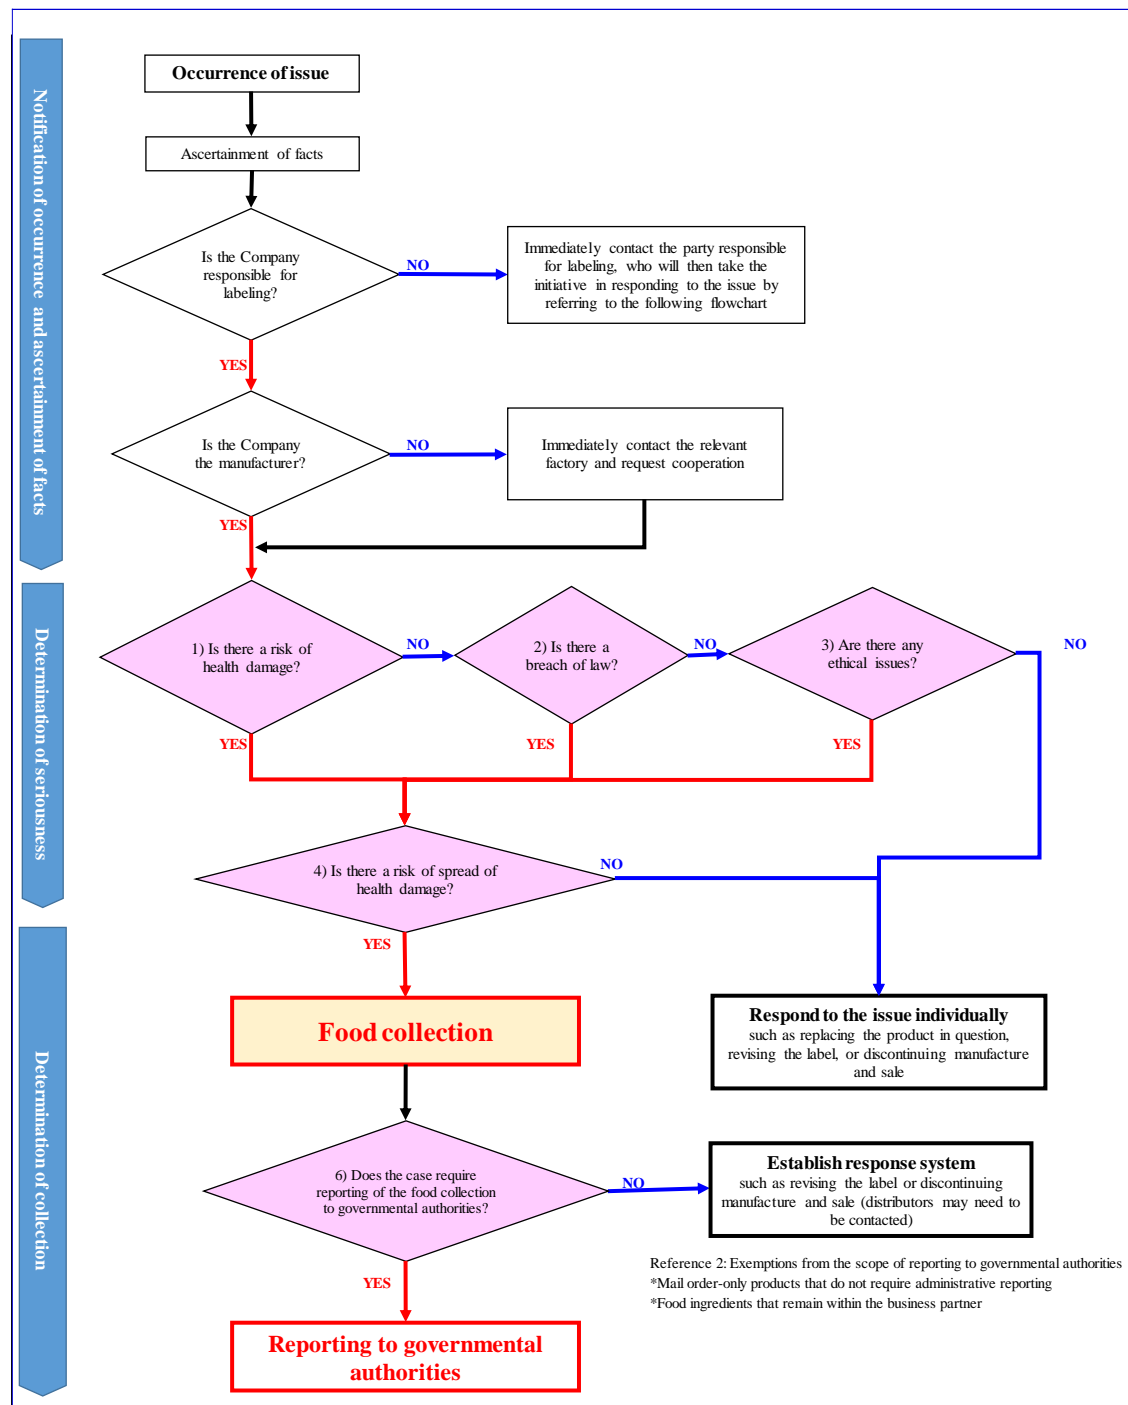 Notification of occurrence and ascertainment of facts
Occurrence of issue
Ascertainment of facts
Is the Company
responsible for
labeling?
NO
Immediately contact the party responsible
for labeling, who will then take the
initiative in responding to the issue by
referring to the following flowchart
YES
Is the Company
the manufacturer?
NO
Immediately contact the relevant
factory and request cooperation
YES
Determination of seriousness
1) Is there a risk of
health damage?
NO
2) Is there a
breach of law?
NO
3) Are there any
ethical issues?
NO
YES
YES
YES
4) Is there a risk of spread of
health damage?
NO
YES
Determination of collection
Food collection
Respond to the issue individually
such as replacing the product in question,
revising the label, or discontinuing manufacture
and sale
6) Does the case require
reporting of the food collection
to governmental authorities?
NO
Establish response system
such as revising the label or discontinuing
manufacture and sale (distributors may need to
be contacted)
YES
Reference 2: Exemptions from the scope of reporting to governmental authorities
*Mail order-only products that do not require administrative reporting
*Food ingredients that remain within the business partner
Reporting to governmental
authorities